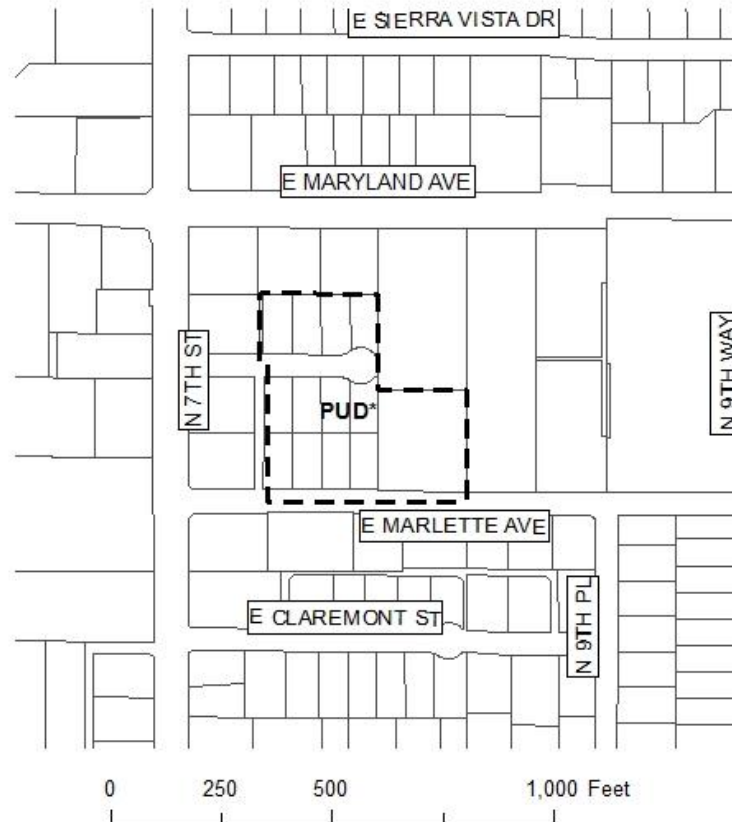 E SIERRA VISTA DR
E MARYLAND AVE
N 7TH ST
N 9TH WAY
PUD*
E MARLETTE AVE
E CLAREMONT ST
N 9TH PL
0 250 500 1,000 Feet